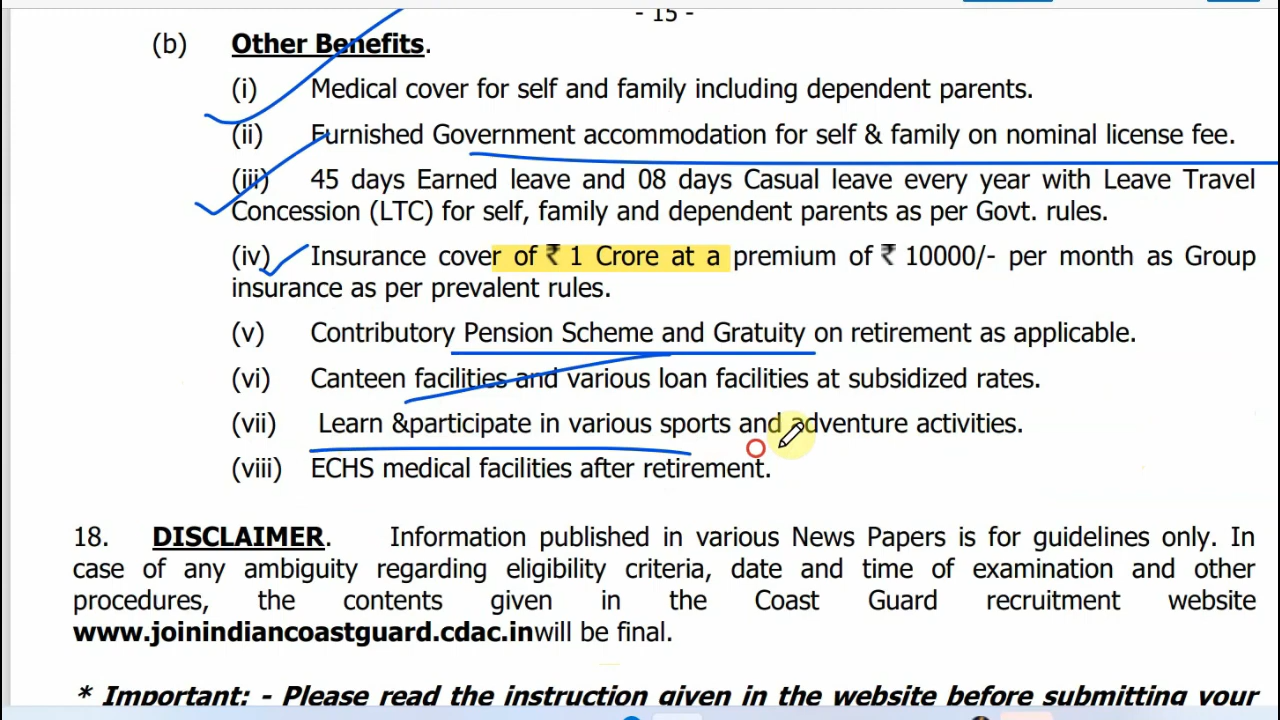 - 15 -
(b) Other Benefits.
(i) Medical cover for self and family including dependent parents.
(ii) Furnished Government accommodation for self & family on nominal license fee.
(iii) 45 days Earned leave and 08 days Casual leave every year with Leave Travel
Concession (LTC) for self, family and dependent parents as per Govt. rules.
(iv) Insurance cover of ₹ 1 Crore at a premium of ₹ 10000/- per month as Group
insurance as per prevalent rules.
(v) Contributory Pension Scheme and Gratuity on retirement as applicable.
(vi) Canteen facilities and various loan facilities at subsidized rates.
(vii) Learn &participate in various sports and adventure activities.
(viii) ECHS medical facilities after retirement.
18. DISCLAIMER. Information published in various News Papers is for guidelines only. In
case of any ambiguity regarding eligibility criteria, date and time of examination and other
procedures, the contents given in the Coast Guard recruitment website
www.joinindiancoastguard.cdac.inwill be final.
* Important: - Please read the instruction given in the website before submitting your